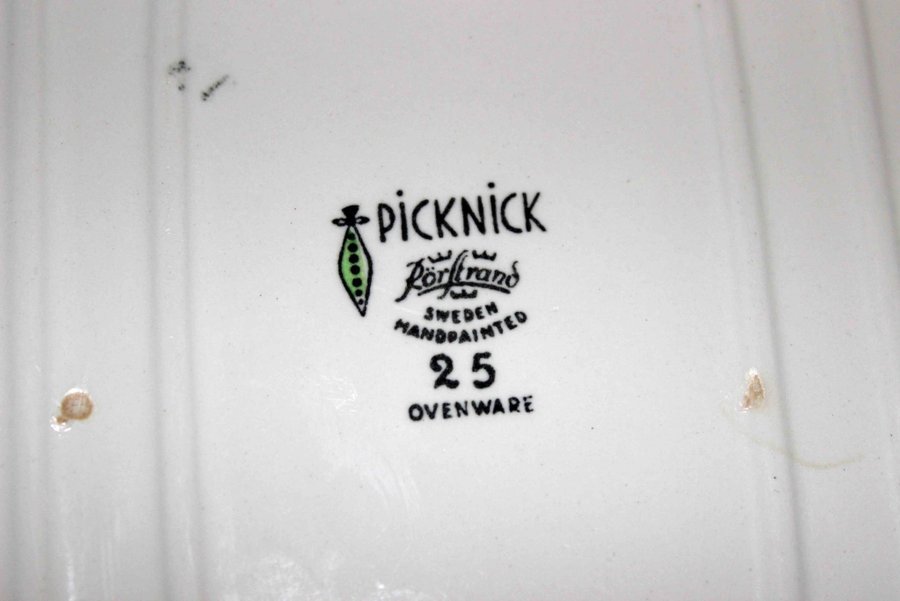 PiCKNiCK
Rörstrand
SWEDEN
HANDPAINTED
25
OVENWARE